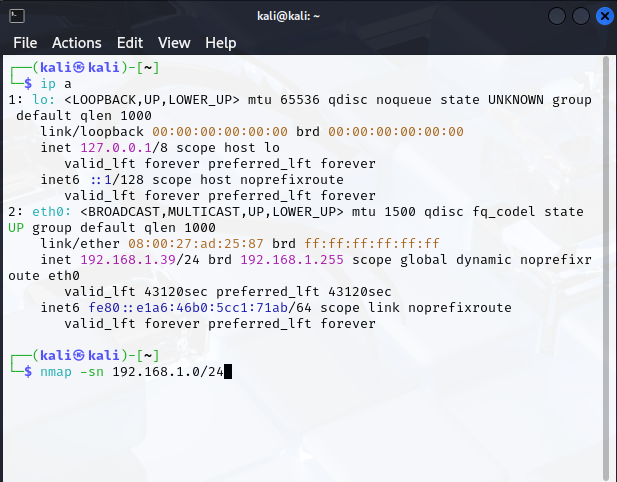 kali@kali: ~
File Actions Edit View Help
┌──(kali㉿kali)-[~]
└─$ ip a
1: lo: <LOOPBACK,UP,LOWER_UP> mtu 65536 qdisc noqueue state UNKNOWN group
 default qlen 1000
    link/loopback 00:00:00:00:00:00 brd 00:00:00:00:00:00
    inet 127.0.0.1/8 scope host lo
       valid_lft forever preferred_lft forever
    inet6 ::1/128 scope host noprefixroute
       valid_lft forever preferred_lft forever
2: eth0: <BROADCAST,MULTICAST,UP,LOWER_UP> mtu 1500 qdisc fq_codel state
UP group default qlen 1000
    link/ether 08:00:27:ad:25:87 brd ff:ff:ff:ff:ff:ff
    inet 192.168.1.39/24 brd 192.168.1.255 scope global dynamic noprefixr
oute eth0
       valid_lft 43120sec preferred_lft 43120sec
    inet6 fe80::e1a6:46b0:5cc1:71ab/64 scope link noprefixroute
       valid_lft forever preferred_lft forever
┌──(kali㉿kali)-[~]
└─$ nmap -sn 192.168.1.0/24